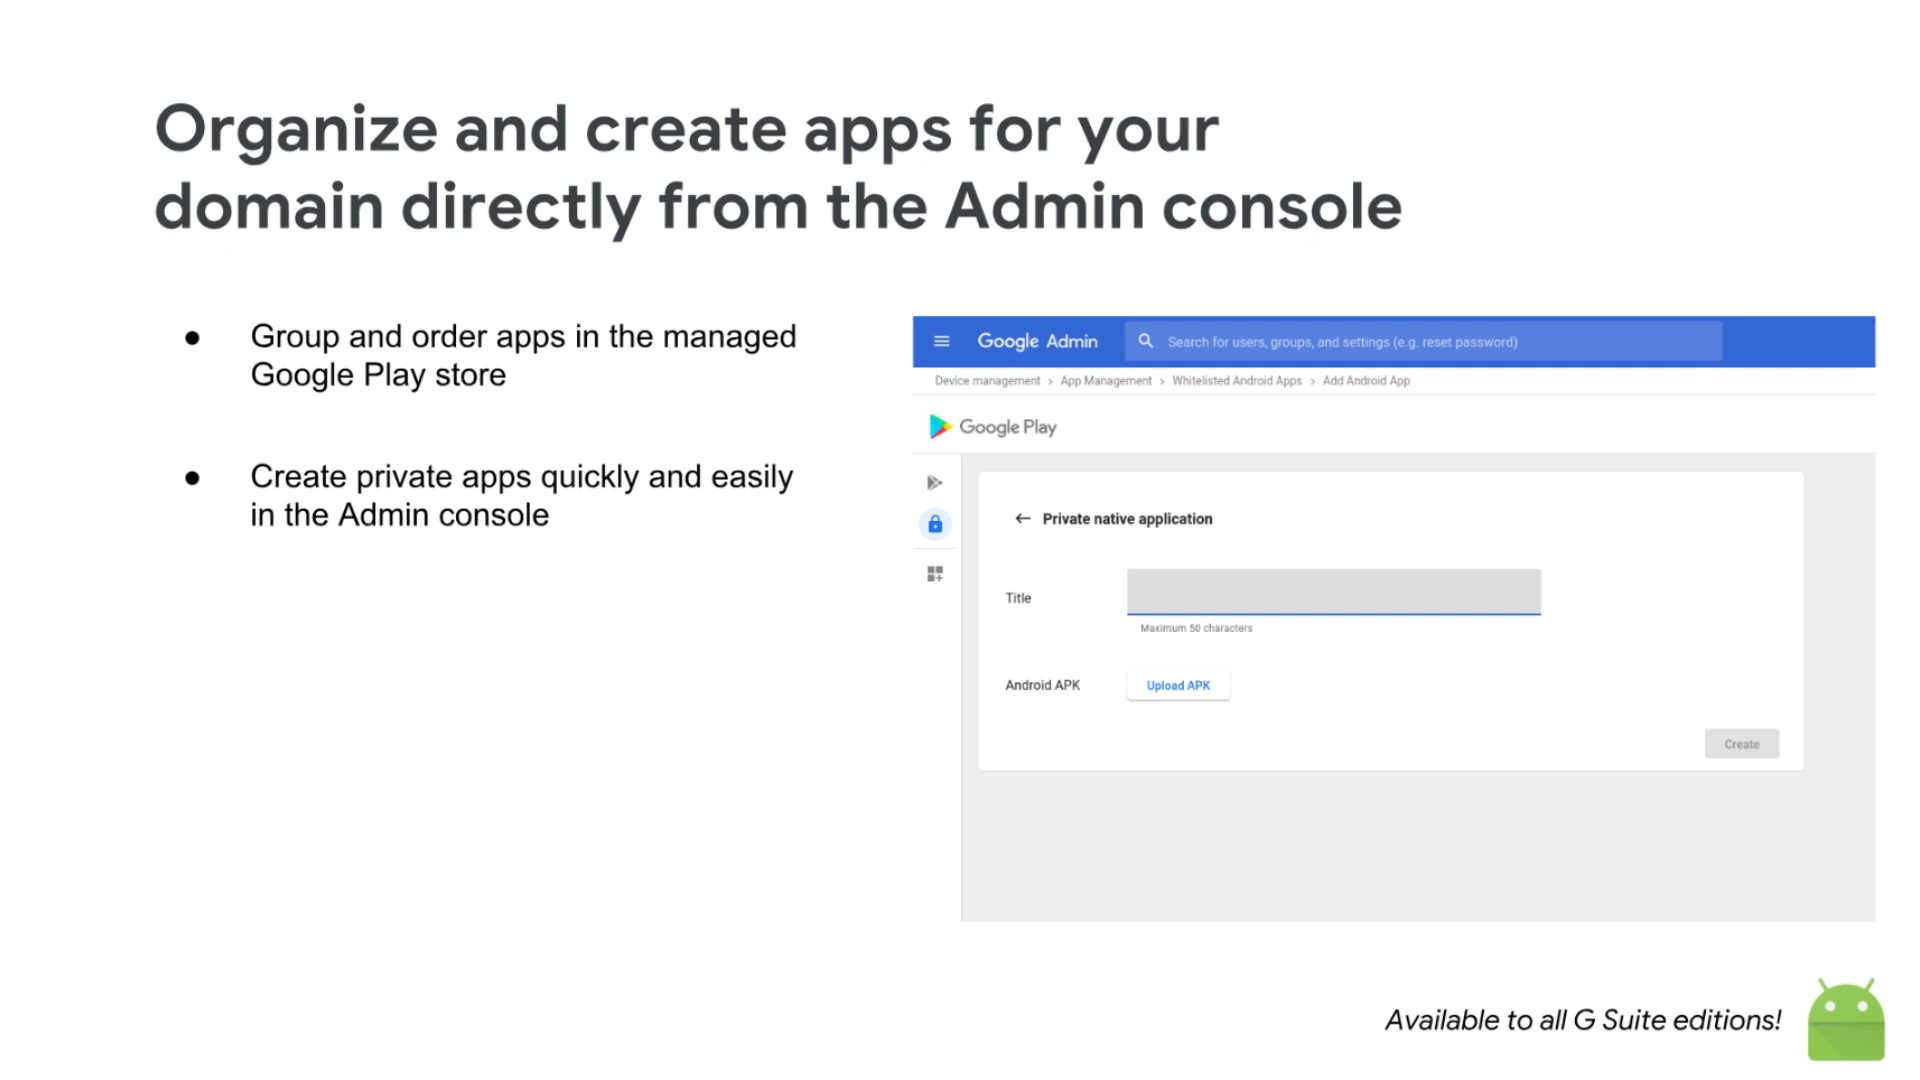 Organize and create apps for your
domain directly from the Admin console
● Group and order apps in the managed
Google Play store
● Create private apps quickly and easily
in the Admin console
Google Admin Search for users, groups, and settings (e.g. reset password)
Device management > App Management > Whitelisted Android Apps > Add Android App
Google Play
← Private native application
Title
Maximum 50 characters
Android APK Upload APK
Create
Available to all G Suite editions!